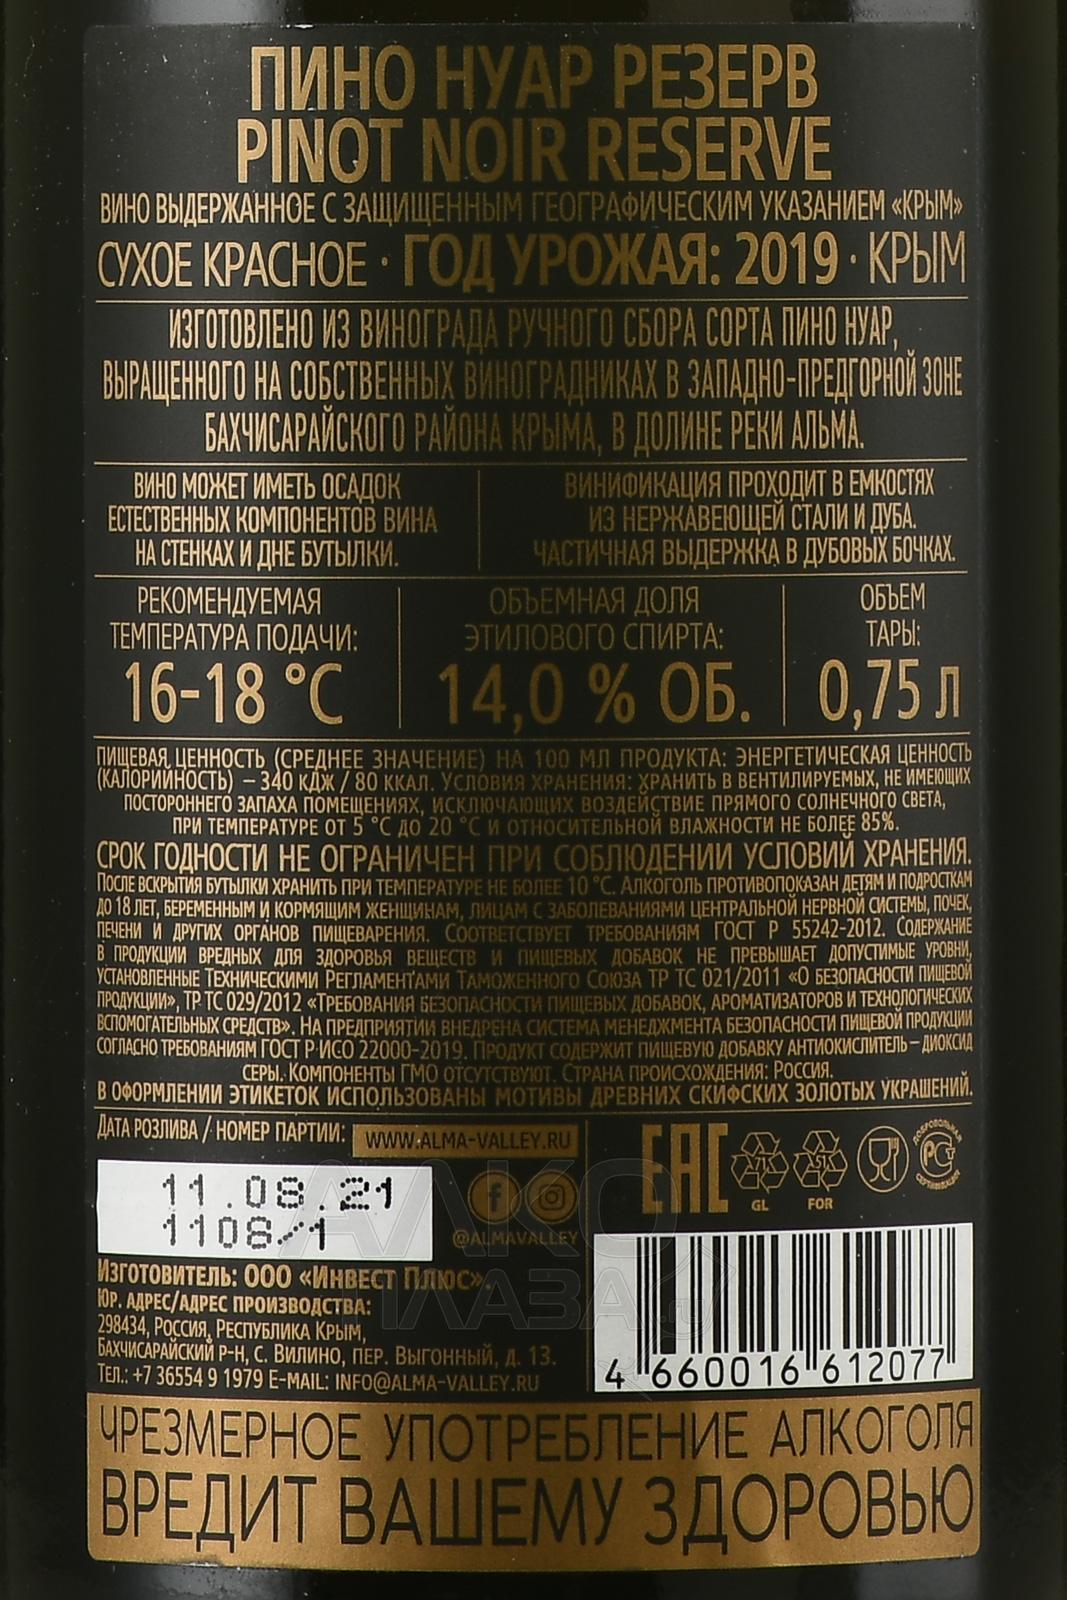 ПИНО НУАР РЕЗЕРВ
PINOT NOIR RESERVE
ВИНО ВЫДЕРЖАННОЕ С ЗАЩИЩЕННЫМ ГЕОГРАФИЧЕСКИМ УКАЗАНИЕМ «КРЫМ»
СУХОЕ КРАСНОЕ · ГОД УРОЖАЯ: 2019 · КРЫМ
ИЗГОТОВЛЕНО ИЗ ВИНОГРАДА РУЧНОГО СБОРА СОРТА ПИНО НУАР,
ВЫРАЩЕННОГО НА СОБСТВЕННЫХ ВИНОГРАДНИКАХ В ЗАПАДНО-ПРЕДГОРНОЙ ЗОНЕ
БАХЧИСАРАЙСКОГО РАЙОНА КРЫМА, В ДОЛИНЕ РЕКИ АЛЬМА.
ВИНО МОЖЕТ ИМЕТЬ ОСАДОК
ЕСТЕСТВЕННЫХ КОМПОНЕНТОВ ВИНА
НА СТЕНКАХ И ДНЕ БУТЫЛКИ.
ВИНИФИКАЦИЯ ПРОХОДИТ В ЕМКОСТЯХ
ИЗ НЕРЖАВЕЮЩЕЙ СТАЛИ И ДУБА.
ЧАСТИЧНАЯ ВЫДЕРЖКА В ДУБОВЫХ БОЧКАХ.
РЕКОМЕНДУЕМАЯ
ТЕМПЕРАТУРА ПОДАЧИ:
16-18 °C
ОБЪЕМНАЯ ДОЛЯ
ЭТИЛОВОГО СПИРТА:
14,0 % ОБ.
ОБЪЕМ
ТАРЫ:
0,75 Л
ПИЩЕВАЯ ЦЕННОСТЬ (СРЕДНЕЕ ЗНАЧЕНИЕ) НА 100 МЛ ПРОДУКТА: ЭНЕРГЕТИЧЕСКАЯ ЦЕННОСТЬ
(КАЛОРИЙНОСТЬ) – 340 КДЖ / 80 ККАЛ. УСЛОВИЯ ХРАНЕНИЯ: ХРАНИТЬ В ВЕНТИЛИРУЕМЫХ, НЕ ИМЕЮЩИХ
ПОСТОРОННЕГО ЗАПАХА ПОМЕЩЕНИЯХ, ИСКЛЮЧАЮЩИХ ВОЗДЕЙСТВИЕ ПРЯМОГО СОЛНЕЧНОГО СВЕТА,
ПРИ ТЕМПЕРАТУРЕ ОТ 5 °C ДО 20 °C И ОТНОСИТЕЛЬНОЙ ВЛАЖНОСТИ НЕ БОЛЕЕ 85%.
СРОК ГОДНОСТИ НЕ ОГРАНИЧЕН ПРИ СОБЛЮДЕНИИ УСЛОВИЙ ХРАНЕНИЯ.
ПОСЛЕ ВСКРЫТИЯ БУТЫЛКИ ХРАНИТЬ ПРИ ТЕМПЕРАТУРЕ НЕ БОЛЕЕ 10 °C. АЛКОГОЛЬ ПРОТИВОПОКАЗАН ДЕТЯМ И ПОДРОСТКАМ
ДО 18 ЛЕТ, БЕРЕМЕННЫМ И КОРМЯЩИМ ЖЕНЩИНАМ, ЛИЦАМ С ЗАБОЛЕВАНИЯМИ ЦЕНТРАЛЬНОЙ НЕРВНОЙ СИСТЕМЫ, ПОЧЕК,
ПЕЧЕНИ И ДРУГИХ ОРГАНОВ ПИЩЕВАРЕНИЯ. СООТВЕТСТВУЕТ ТРЕБОВАНИЯМ ГОСТ Р 55242-2012. СОДЕРЖАНИЕ
В ПРОДУКЦИИ ВРЕДНЫХ ДЛЯ ЗДОРОВЬЯ ВЕЩЕСТВ И ПИЩЕВЫХ ДОБАВОК НЕ ПРЕВЫШАЕТ ДОПУСТИМЫЕ УРОВНИ,
УСТАНОВЛЕННЫЕ ТЕХНИЧЕСКИМИ РЕГЛАМЕНТАМИ ТАМОЖЕННОГО СОЮЗА ТР ТС 021/2011 «О БЕЗОПАСНОСТИ ПИЩЕВОЙ
ПРОДУКЦИИ», ТР ТС 029/2012 «ТРЕБОВАНИЯ БЕЗОПАСНОСТИ ПИЩЕВЫХ ДОБАВОК, АРОМАТИЗАТОРОВ И ТЕХНОЛОГИЧЕСКИХ
ВСПОМОГАТЕЛЬНЫХ СРЕДСТВ». НА ПРЕДПРИЯТИИ ВНЕДРЕНА СИСТЕМА МЕНЕДЖМЕНТА БЕЗОПАСНОСТИ ПИЩЕВОЙ ПРОДУКЦИИ
СОГЛАСНО ТРЕБОВАНИЯМ ГОСТ Р ИСО 22000-2019. ПРОДУКТ СОДЕРЖИТ ПИЩЕВУЮ ДОБАВКУ АНТИОКИСЛИТЕЛЬ – ДИОКСИД
СЕРЫ. КОМПОНЕНТЫ ГМО ОТСУТСТВУЮТ. СТРАНА ПРОИСХОЖДЕНИЯ: РОССИЯ.
В ОФОРМЛЕНИИ ЭТИКЕТОК ИСПОЛЬЗОВАНЫ МОТИВЫ ДРЕВНИХ СКИФСКИХ ЗОЛОТЫХ УКРАШЕНИЙ.
ДАТА РОЗЛИВА / НОМЕР ПАРТИИ:
WWW.ALMA-VALLEY.RU
11.08.21
1108/1
@ALMAVALLEY
EAC
71
GL
51
FOR
ДОБРОВОЛЬНАЯ
РСТ
СЕРТИФИКАЦИЯ
АЛКО
ПЛАЗА.ru
ИЗГОТОВИТЕЛЬ: ООО «ИНВЕСТ ПЛЮС».
ЮР. АДРЕС/АДРЕС ПРОИЗВОДСТВА:
298434, РОССИЯ, РЕСПУБЛИКА КРЫМ,
БАХЧИСАРАЙСКИЙ Р-Н, С. ВИЛИНО, ПЕР. ВЫГОННЫЙ, Д. 13.
ТЕЛ.: +7 36554 9 1979 E-MAIL: INFO@ALMA-VALLEY.RU
4 660016 612077
ЧРЕЗМЕРНОЕ УПОТРЕБЛЕНИЕ АЛКОГОЛЯ
ВРЕДИТ ВАШЕМУ ЗДОРОВЬЮ